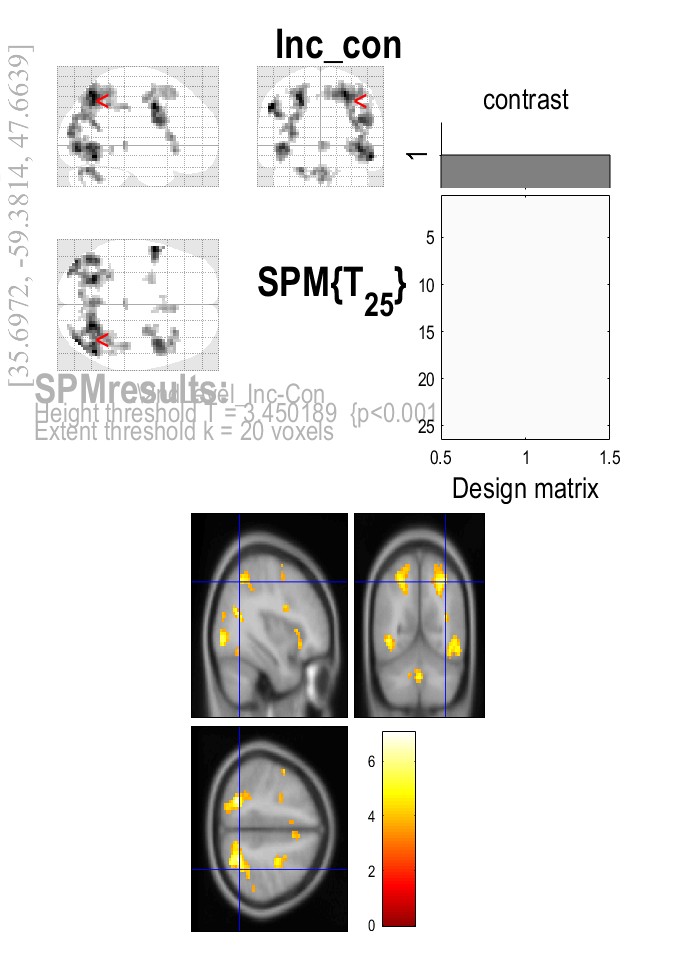 Inc_con
[35.6972, -59.3814, 47.6639]
<
<
contrast
1
SPM{T25}
<
5
10
15
20
25
0.5 1 1.5
Design matrix
SPMresults: Inc-Con
Height threshold T = 3.450189 {p<0.001
Extent threshold k = 20 voxels
6
4
2
0